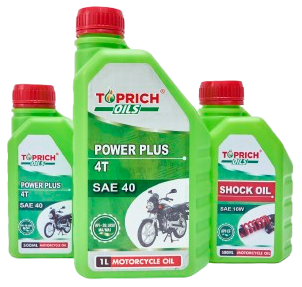 TOPRICH
OILS
POWER PLUS
4T
SAE 40
500ML MOTORCYCLE OIL
TOPRICH
OILS
POWER PLUS
4T
SAE 40
1L MOTORCYCLE OIL
TOPRICH
OILS
SHOCK OIL
SAE 10W
MOTORCYCLE OIL